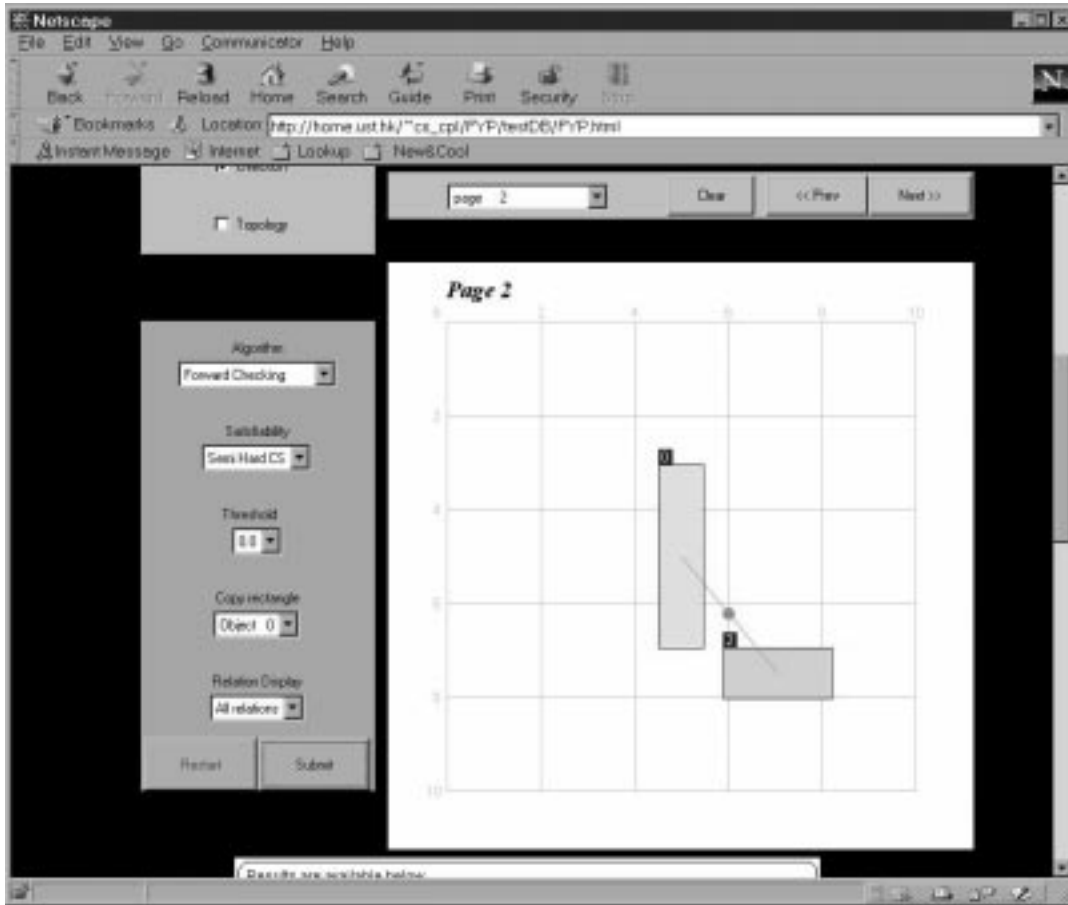 Netscape
File Edit View Go Communicator Help
Back Forward Reload Home Search Guide Print Security Stop
Bookmarks Location: http://home.ust.hk/~cs_cpl/FYP/testDB/FYP.html
Instant Message Internet Lookup New&Cool
Direction
page 2 Clear << Prev Next >>
Topology
Page 2
0 2 4 6 8 10
2
4
6
8
10
0
2
Algorithm
Forward Checking
Satisfiability
Semi Hard CS
Threshold
0.0
Copy rectangle
Object 0
Relation Display
All relations
Restart Submit
Results are available below